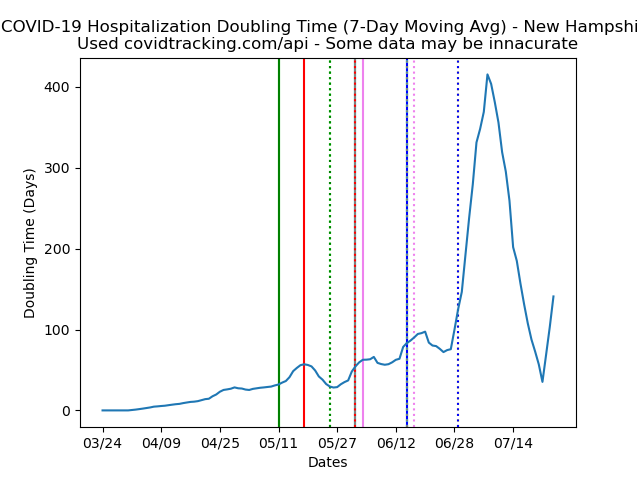 COVID-19 Hospitalization Doubling Time (7-Day Moving Avg) - New Hampshi
Used covidtracking.com/api - Some data may be innacurate
400
300
200
100
0
Doubling Time (Days)
03/24 04/09 04/25 05/11 05/27 06/12 06/28 07/14
Dates